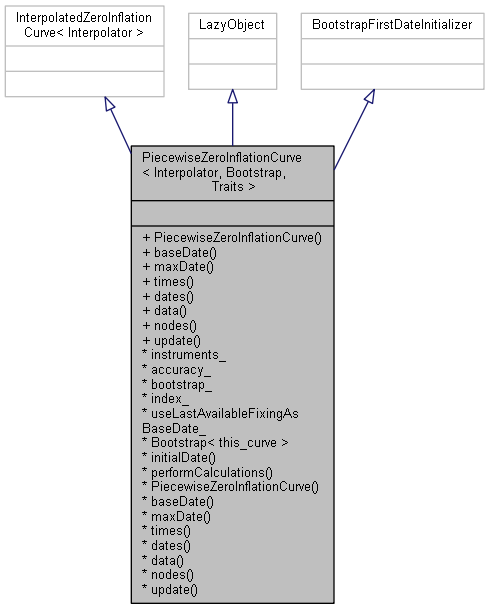 InterpolatedZeroInflation
Curve< Interpolator >
LazyObject
BootstrapFirstDateInitializer
PiecewiseZeroInflationCurve
< Interpolator, Bootstrap,
Traits >
+ PiecewiseZeroInflationCurve()
+ baseDate()
+ maxDate()
+ times()
+ dates()
+ data()
+ nodes()
+ update()
* instruments_
* accuracy_
* bootstrap_
* index_
* useLastAvailableFixingAs
BaseDate_
* Bootstrap< this_curve >
* initialDate()
* performCalculations()
* PiecewiseZeroInflationCurve()
* baseDate()
* maxDate()
* times()
* dates()
* data()
* nodes()
* update()